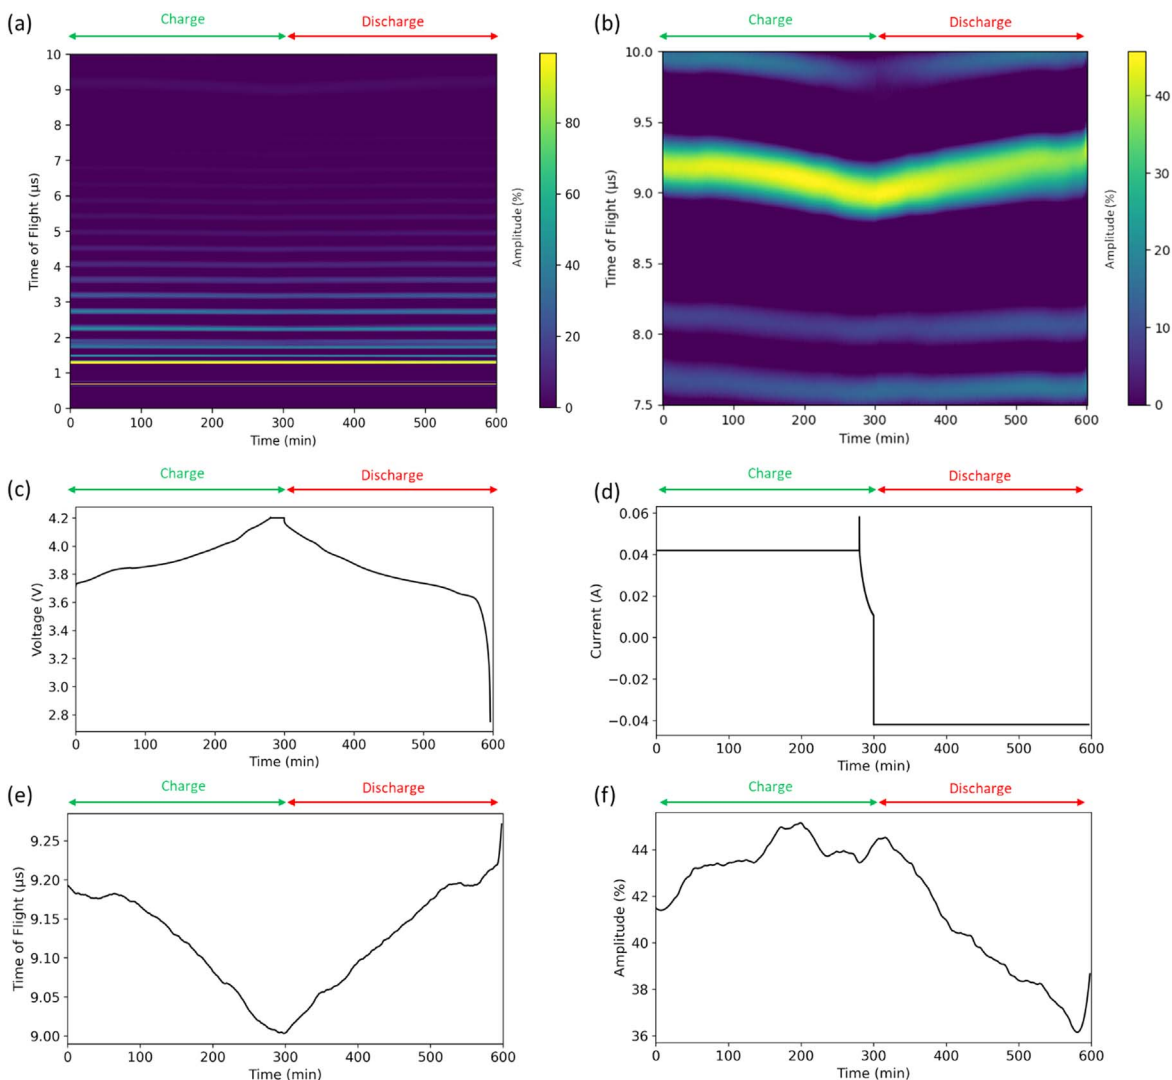 (a)
Charge
Discharge
10
9
8
7
6
5
4
3
2
1
0
Time of Flight (µs)
0 100 200 300 400 500 600
Time (min)
80
60
40
20
0
Amplitude (%)
(b)
Charge
Discharge
10.0
9.5
9.0
8.5
8.0
7.5
Time of Flight (µs)
0 100 200 300 400 500 600
Time (min)
40
30
20
10
0
Amplitude (%)
(c)
Charge
Discharge
4.2
4.0
3.8
3.6
3.4
3.2
3.0
2.8
Voltage (V)
0 100 200 300 400 500 600
Time (min)
(d)
Charge
Discharge
0.06
0.04
0.02
0.00
−0.02
−0.04
Current (A)
0 100 200 300 400 500 600
Time (min)
(e)
Charge
Discharge
9.25
9.20
9.15
9.10
9.05
9.00
Time of Flight (µs)
0 100 200 300 400 500 600
Time (min)
(f)
Charge
Discharge
44
42
40
38
36
Amplitude (%)
0 100 200 300 400 500 600
Time (min)